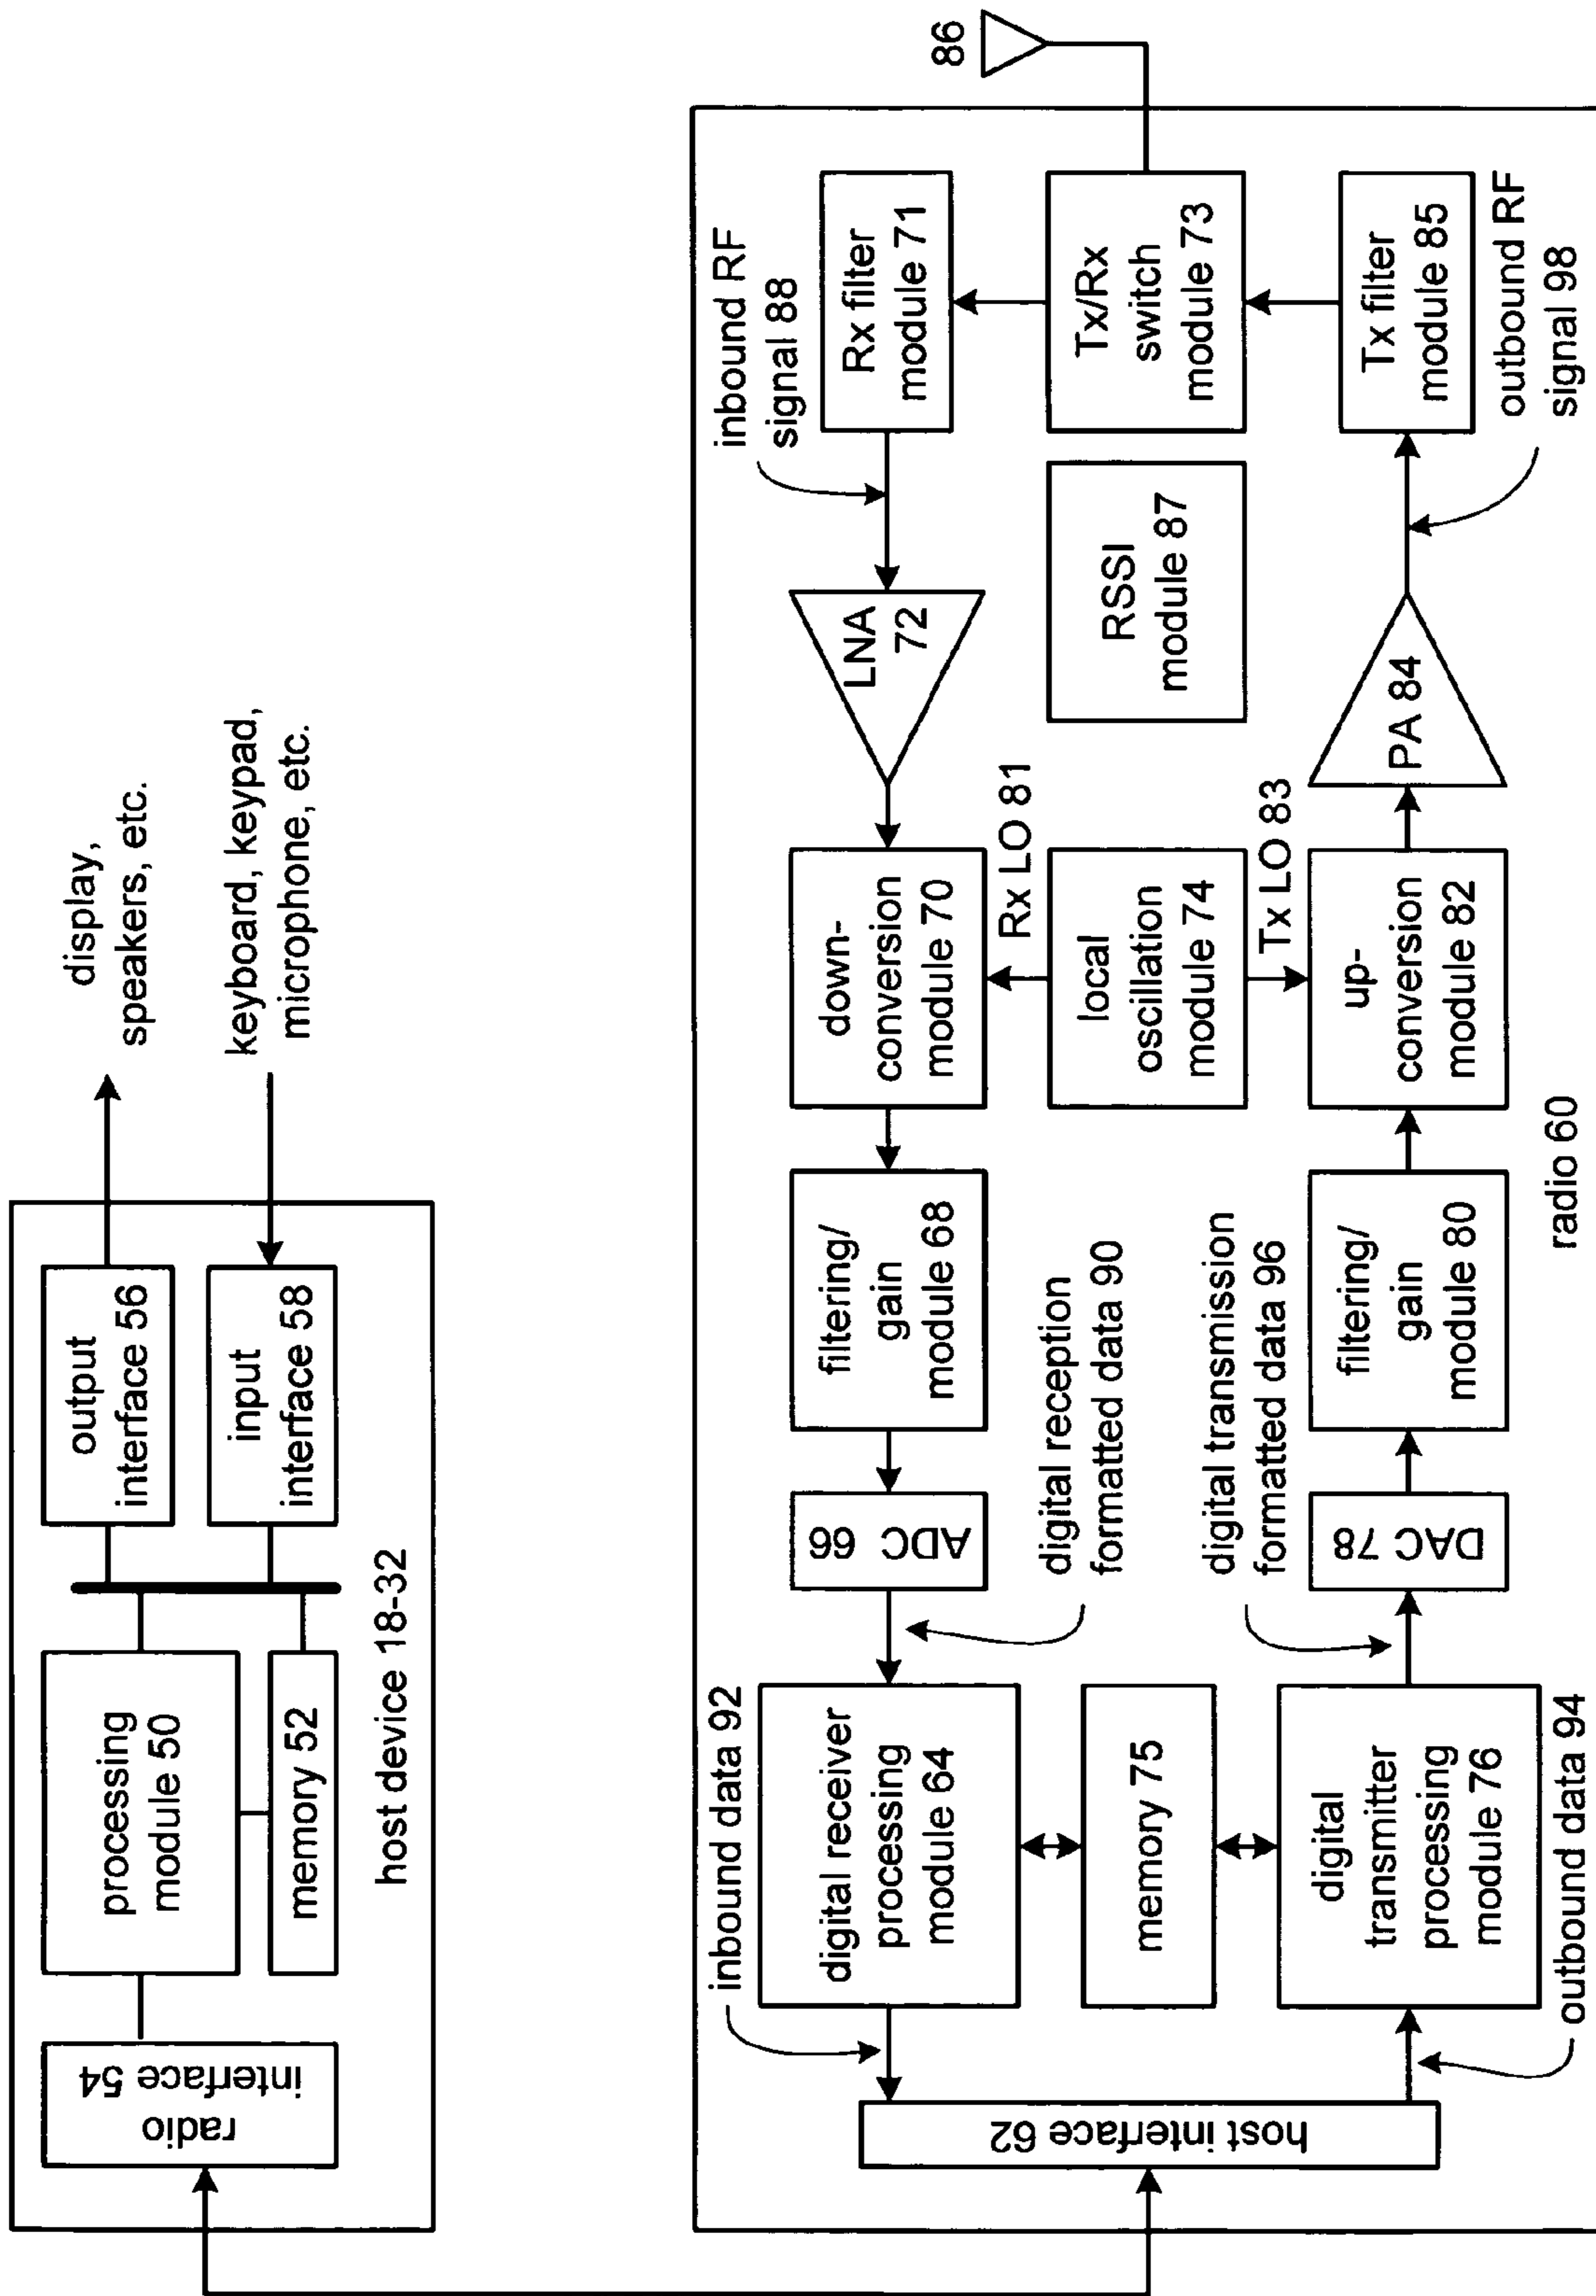 radio
interface 54
processing
module 50
memory 52
output
interface 56
input
interface 58
display,
speakers, etc.
keyboard, keypad,
microphone, etc.
host device 18-32
host interface 62
inbound data 92
digital receiver
processing
module 64
memory 75
digital
transmitter
processing
module 76
outbound data 94
ADC 66
digital reception
formatted data 90
digital transmission
formatted data 96
DAC 78
filtering/
gain
module 68
filtering/
gain
module 80
down-
conversion
module 70
Rx LO 81
local
oscillation
module 74
Tx LO 83
up-
conversion
module 82
LNA
72
RSSI
module 87
PA 84
inbound RF
signal 88
Rx filter
module 71
Tx/Rx
switch
module 73
Tx filter
module 85
outbound RF
signal 98
86
radio 60